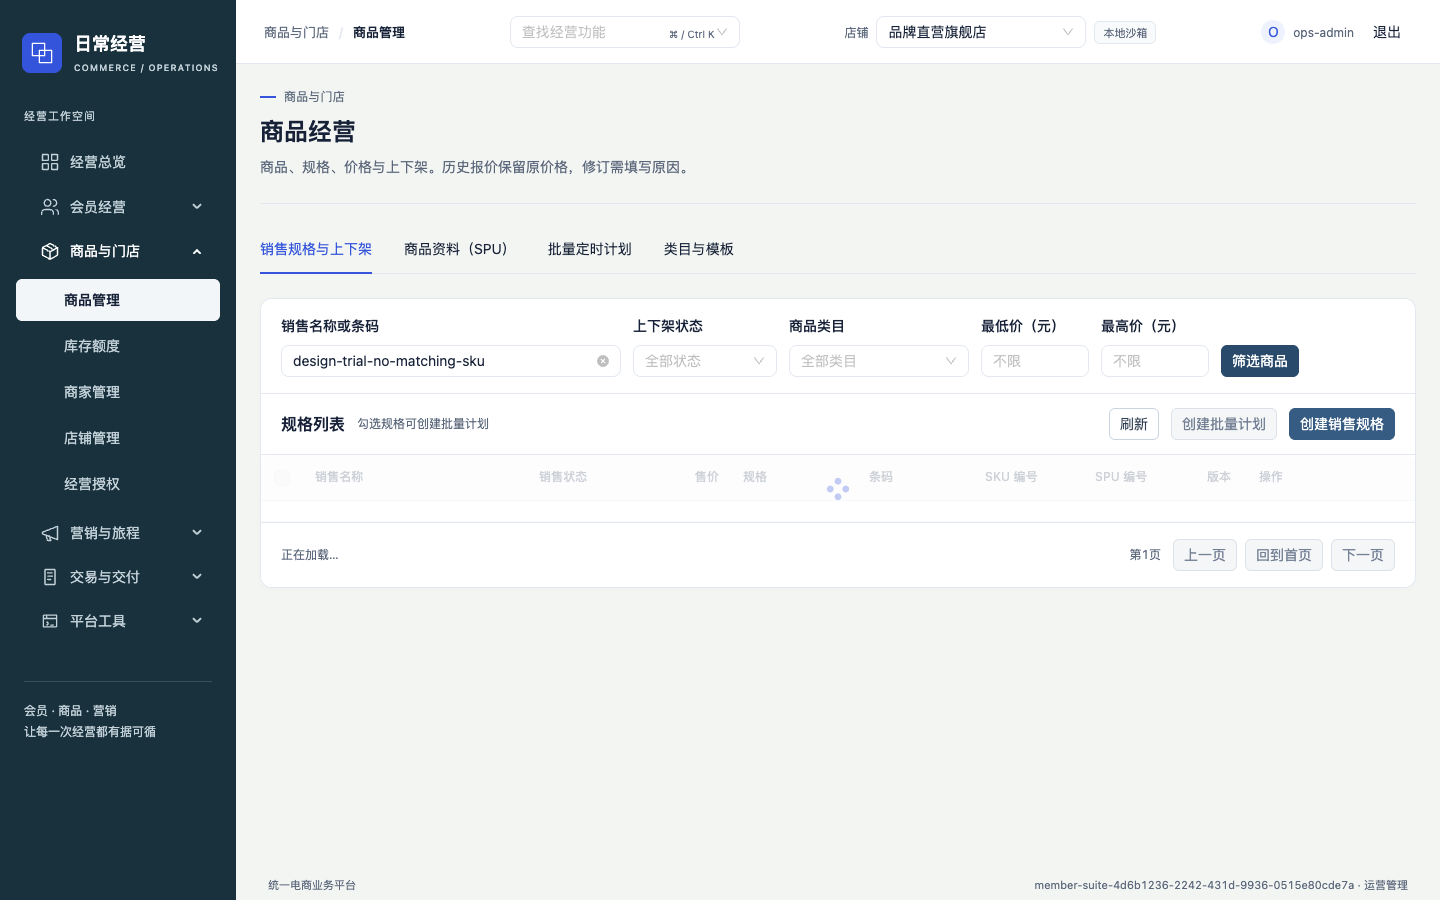 日常经营
COMMERCE / OPERATIONS
经营工作空间
经营总览
会员经营
商品与门店
商品管理
库存额度
商家管理
店铺管理
经营授权
营销与旅程
交易与交付
平台工具
会员 · 商品 · 营销
让每一次经营都有据可循
商品与门店 / 商品管理
查找经营功能 ⌘ / Ctrl K
店铺 品牌直营旗舰店 本地沙箱
O ops-admin 退出
商品与门店
商品经营
商品、规格、价格与上下架。历史报价保留原价格，修订需填写原因。
销售规格与上下架 商品资料（SPU） 批量定时计划 类目与模板
销售名称或条码 上下架状态 商品类目 最低价（元） 最高价（元）
design-trial-no-matching-sku 全部状态 全部类目 不限 不限 筛选商品
规格列表 勾选规格可创建批量计划 刷新 创建批量计划 创建销售规格
销售名称 销售状态 售价 规格 条码 SKU 编号 SPU 编号 版本 操作
正在加载... 第1页 上一页 回到首页 下一页
统一电商业务平台
member-suite-4d6b1236-2242-431d-9936-0515e80cde7a · 运营管理